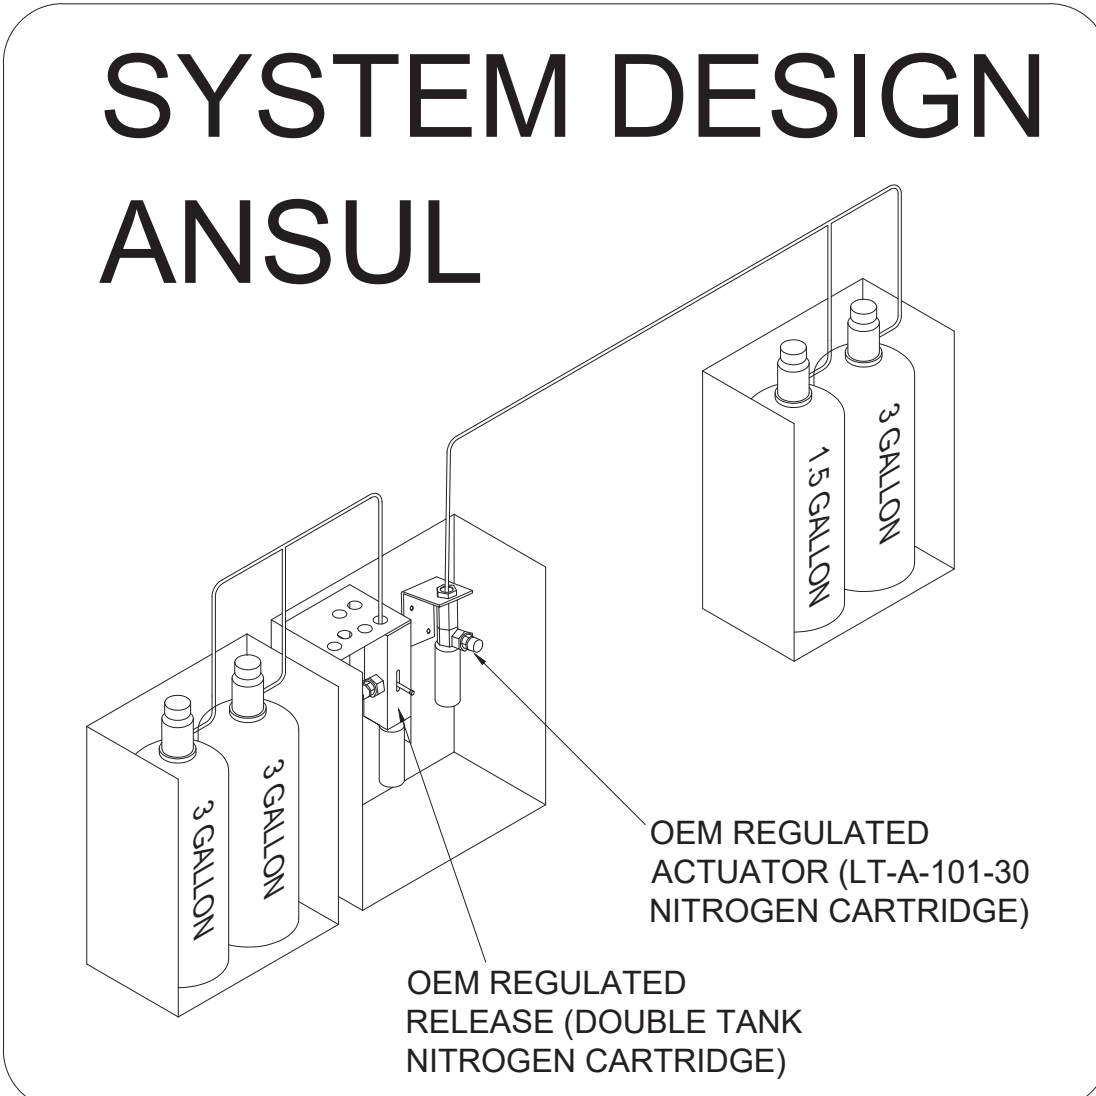 SYSTEM DESIGN
ANSUL
3 GALLON
1.5 GALLON
3 GALLON
3 GALLON
OEM REGULATED
ACTUATOR (LT-A-101-30
NITROGEN CARTRIDGE)
OEM REGULATED
RELEASE (DOUBLE TANK
NITROGEN CARTRIDGE)